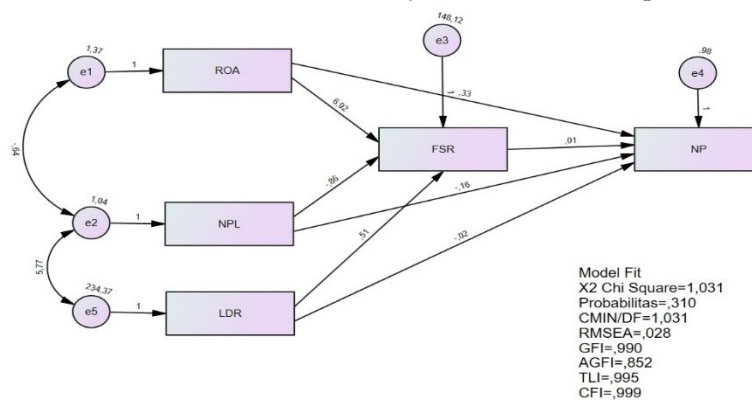 148,12
1,37
e3
,98
e1
1
ROA
e4
,33
1
1
6,92
-,64
FSR
,01
NP
1,04
-,86
-,16
e2
1
NPL
,51
-,02
5,77
234,37
e5
1
LDR
Model Fit
X2 Chi Square=1,031
Probabilitas=,310
CMIN/DF=1,031
RMSEA=,028
GFI=,990
AGFI=,852
TLI=,995
CFI=,999